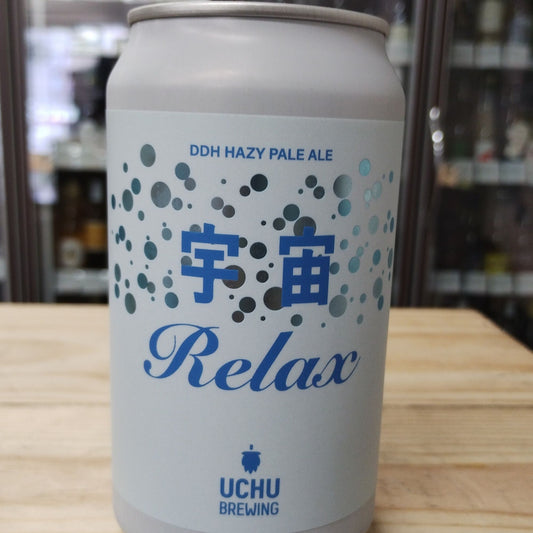 DDH HAZY PALE ALE
宇宙
Relax
UCHU
BREWING